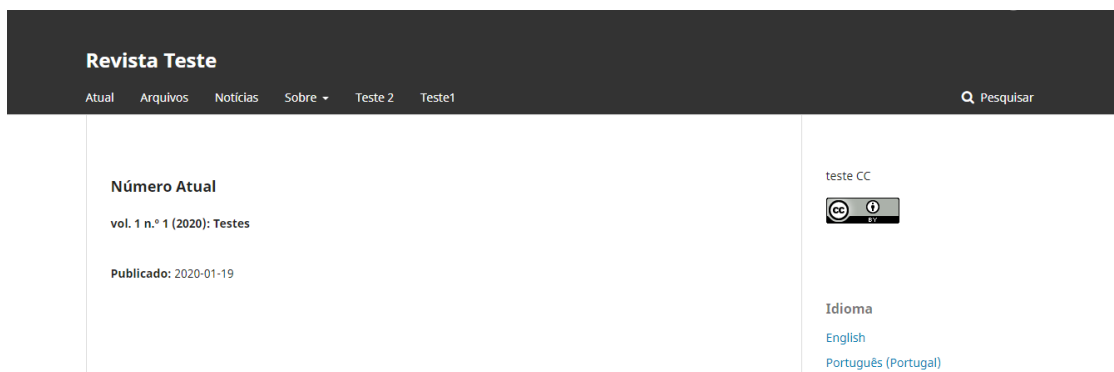 Revista Teste
Atual Arquivos Notícias Sobre Teste 2 Teste1 Pesquisar
Número Atual
vol. 1 n.º 1 (2020): Testes
Publicado: 2020-01-19
teste CC
cc BY
Idioma
English
Português (Portugal)